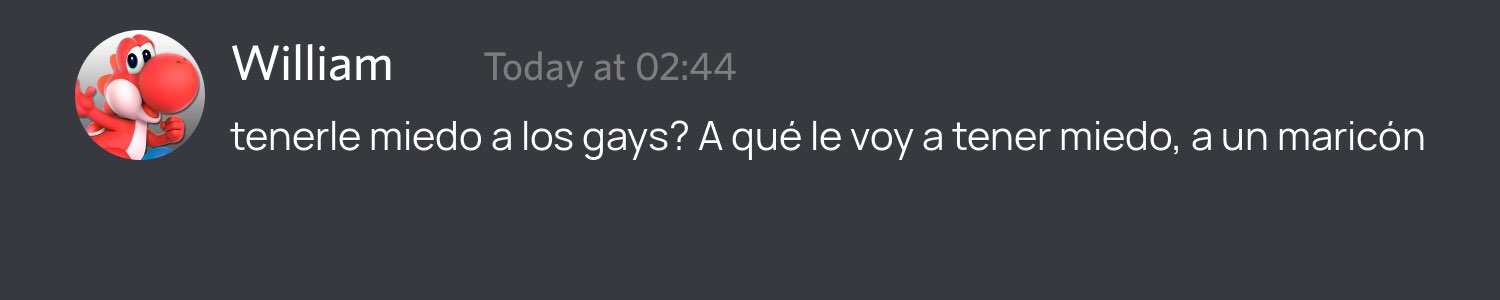 William Today at 02:44
tenerle miedo a los gays? A qué le voy a tener miedo, a un maricón